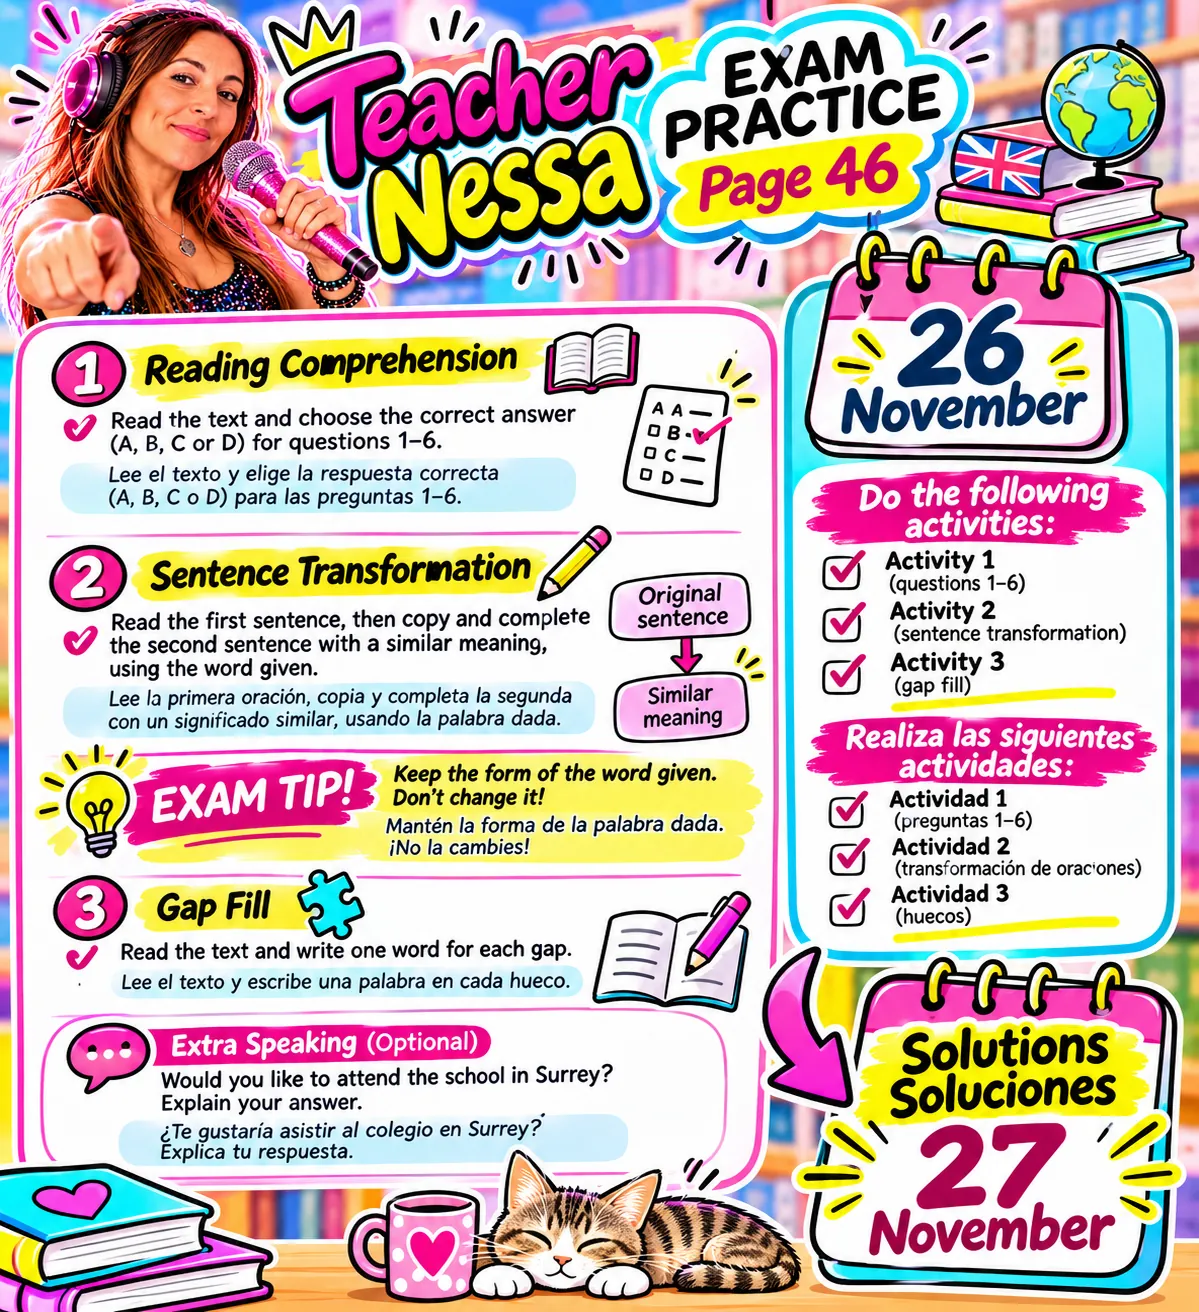 Teacher
Nessa
EXAM
PRACTICE
Page 46
1 Reading Comprehension
Read the text and choose the correct answer
(A, B, C or D) for questions 1–6.
Lee el texto y elige la respuesta correcta
(A, B, C o D) para las preguntas 1–6.
A A
B
C
D
2 Sentence Transformation
Read the first sentence, then copy and complete
the second sentence with a similar meaning,
using the word given.
Lee la primera oración, copia y completa la segunda
con un significado similar, usando la palabra dada.
Original
sentence
Similar
meaning
EXAM TIP!
Keep the form of the word given.
Don't change it!
Mantén la forma de la palabra dada.
¡No la cambies!
3 Gap Fill
Read the text and write one word for each gap.
Lee el texto y escribe una palabra en cada hueco.
Extra Speaking (Optional)
Would you like to attend the school in Surrey?
Explain your answer.
¿Te gustaría asistir al colegio en Surrey?
Explica tu respuesta.
26
November
Do the following
activities:
Activity 1
(questions 1–6)
Activity 2
(sentence transformation)
Activity 3
(gap fill)
Realiza las siguientes
actividades:
Actividad 1
(preguntas 1–6)
Actividad 2
(transformación de oraciones)
Actividad 3
(huecos)
Solutions
Soluciones
27
November